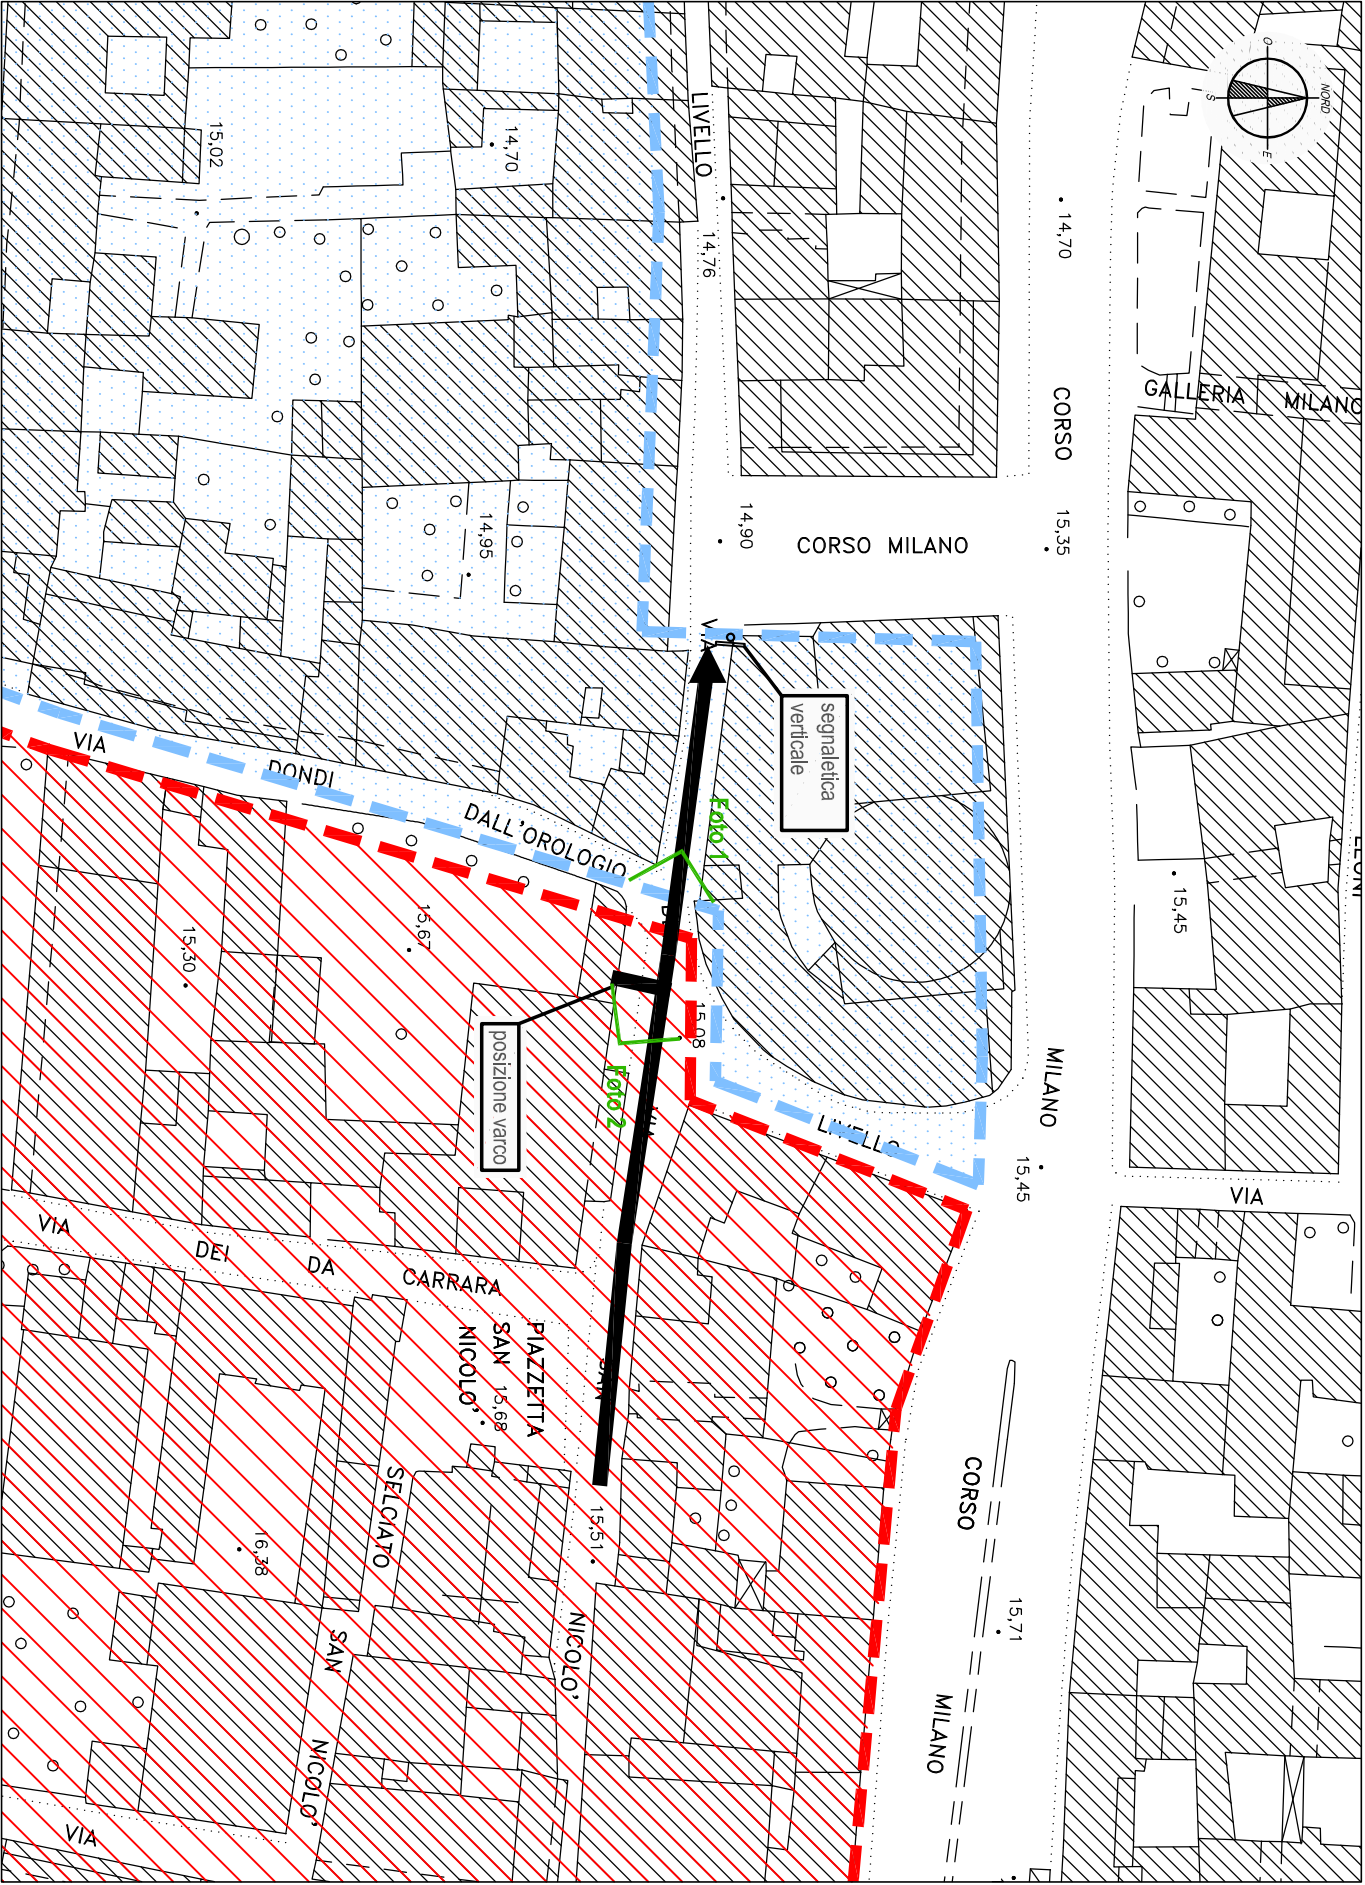 NORD
O
E
S
LIVELLO
14,70
15,02
14,76
14,70
GALLERIA
MILANO
CORSO
15,35
14,90
CORSO MILANO
14,95
VIA
segnaletica
verticale
Foto 1
VIA
DONDI
DALL'OROLOGIO
15,45
15,67
15,30
15,08
posizione varco
Foto 2
VIA
MILANO
15,45
LIVELLO
VIA
VIA
DEI
DA
CARRARA
PIAZZETTA
SAN
NICOLO'
15,68
SAN
CORSO
SELCIATO
15,51
16,38
15,71
NICOLO'
SAN
MILANO
NICOLO'
VIA